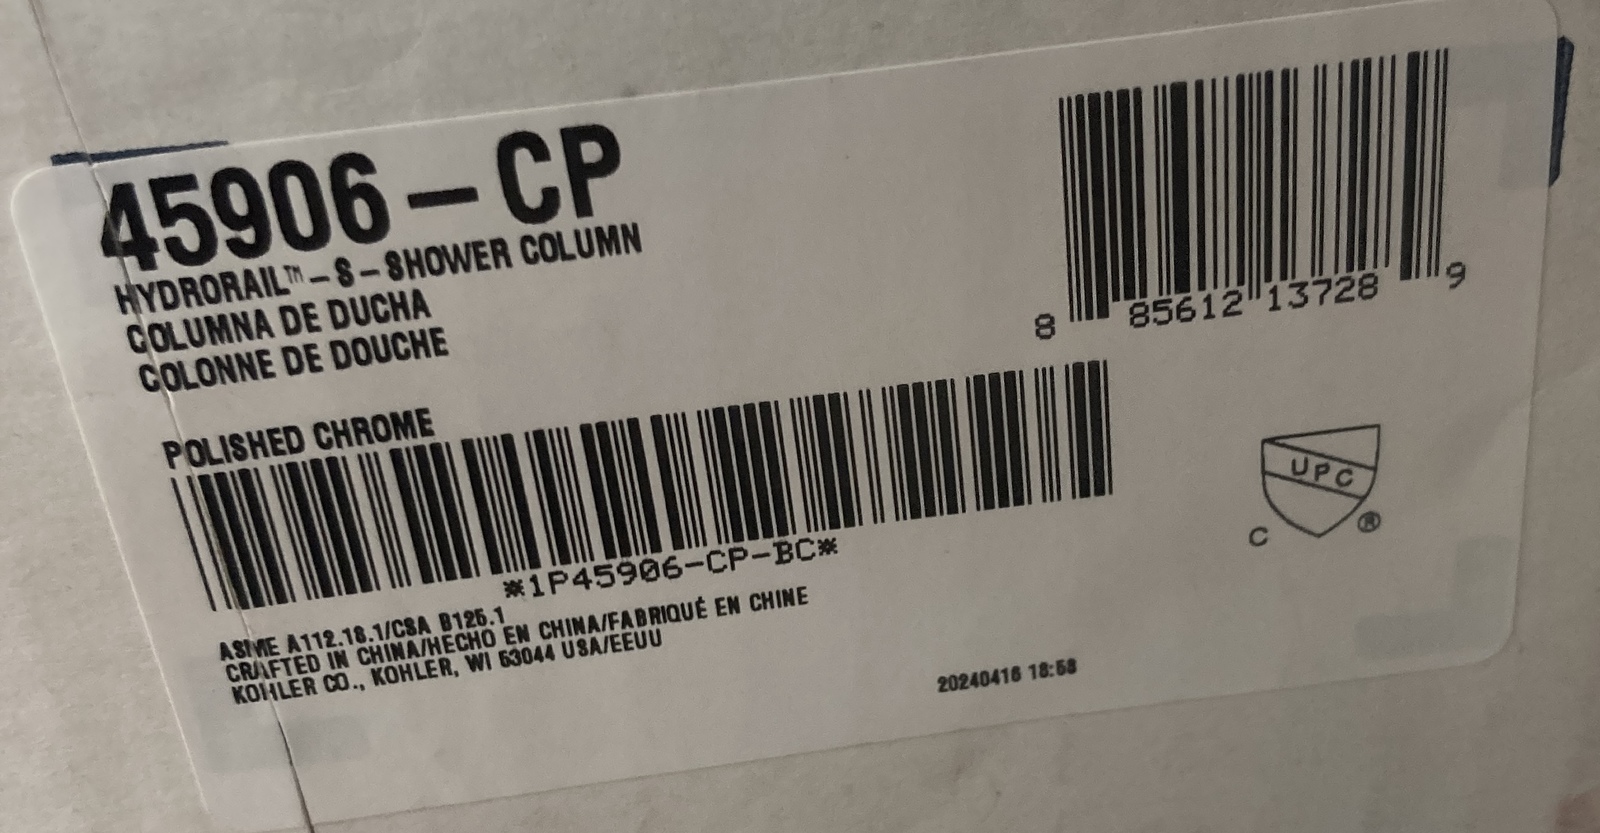 45906-CP
HYDRORAIL™-S-SHOWER COLUMN
COLUMNA DE DUCHA
COLONNE DE DOUCHE
POLISHED CHROME
*1P45906-CP-BC*
ASME A112.18.1/CSA B125.1
CRAFTED IN CHINA/HECHO EN CHINA/FABRIQUÉ EN CHINE
KOHLER CO., KOHLER, WI 53044 USA/EEUU
8 85612 13728 9
UPC
C ®
20240416 18:58